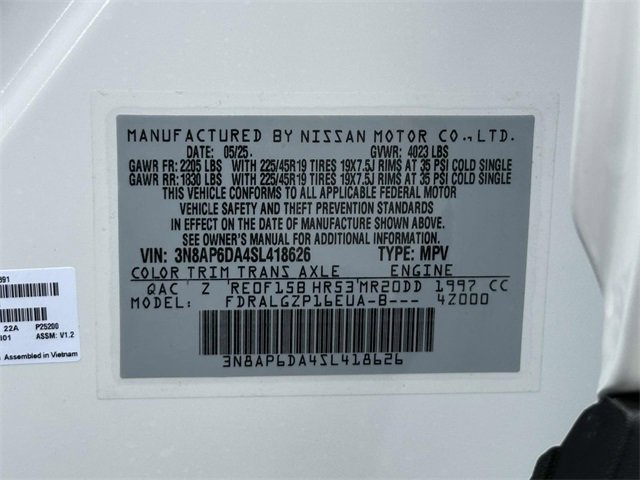 MANUFACTURED BY NISSAN MOTOR CO.,LTD.
DATE: 05/25. GVWR: 4023 LBS
GAWR FR: 2205 LBS WITH 225/45R19 TIRES 19X7.5J RIMS AT 35 PSI COLD SINGLE
GAWR RR: 1830 LBS WITH 225/45R19 TIRES 19X7.5J RIMS AT 35 PSI COLD SINGLE
THIS VEHICLE CONFORMS TO ALL APPLICABLE FEDERAL MOTOR
VEHICLE SAFETY AND THEFT PREVENTION STANDARDS
IN EFFECT ON THE DATE OF MANUFACTURE SHOWN ABOVE.
SEE OWNER'S MANUAL FOR ADDITIONAL INFORMATION
VIN: 3N8AP6DA4SL418626 TYPE: MPV
COLOR TRIM TRANS AXLE ENGINE
QAC Z RE0F15B HR53 MR20DD 1997 CC
MODEL: FDRALGZP16EUA-B--- 4Z000
3N8AP6DA4SL418626
891
22A P25200
I01 ASSM: V1.2
Assembled in Vietnam